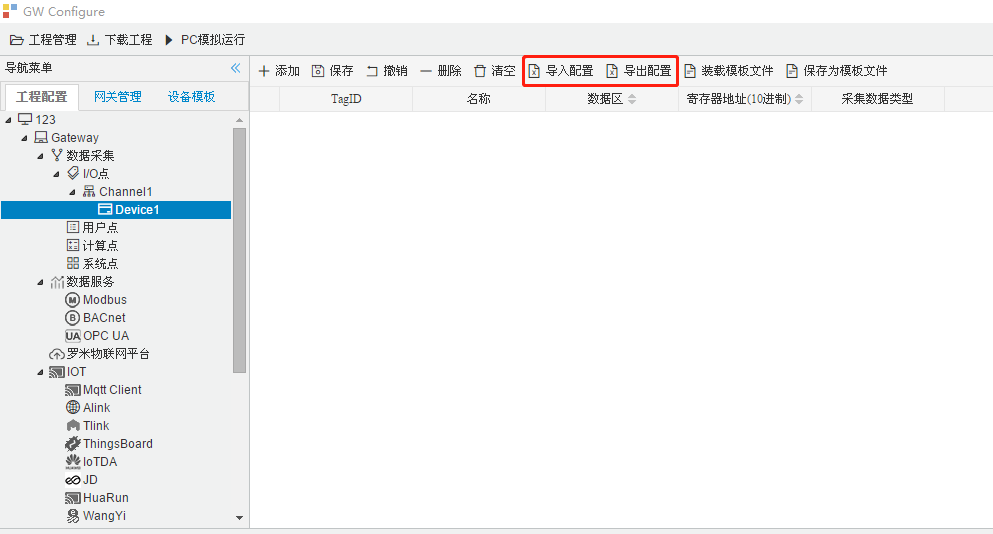 GW Configure
工程管理 下载工程 PC模拟运行
导航菜单
添加 保存 撤销 删除 清空 导入配置 导出配置 装载模板文件 保存为模板文件
工程配置 网关管理 设备模板
TagID 名称 数据区 寄存器地址(10进制) 采集数据类型
123
Gateway
数据采集
I/O点
Channel1
Device1
用户点
计算点
系统点
数据服务
M Modbus
B BACnet
UA OPC UA
罗米物联网平台
IOT
Mqtt Client
Alink
Tlink
ThingsBoard
IoTDA
JD
HuaRun
WangYi